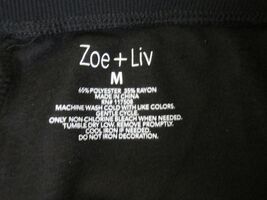 Zoe + Liv
M
65% POLYESTER 35% RAYON
MADE IN CHINA
RN# 117508
MACHINE WASH COLD WITH LIKE COLORS.
GENTLE CYCLE.
ONLY NON-CHLORINE BLEACH WHEN NEEDED.
TUMBLE DRY LOW. REMOVE PROMPTLY.
COOL IRON IF NEEDED.
DO NOT IRON DECORATION.